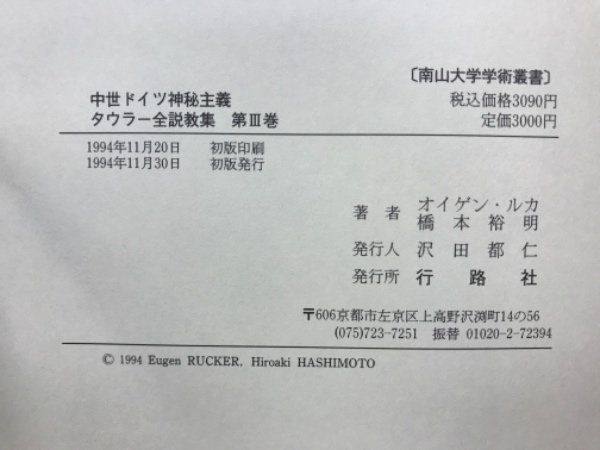 〔南山大学学術叢書〕
中世ドイツ神秘主義　税込価格3090円
タウラー全説教集　第Ⅲ巻　定価3000円
1994年11月20日　初版印刷
1994年11月30日　初版発行
著者　オイゲン・ルカ
橋本裕明
発行人　沢田都仁
発行所　行路社
〒606京都市左京区上高野沢渕町14の56
(075)723-7251　振替 01020-2-72394
© 1994 Eugen RUCKER, Hiroaki HASHIMOTO